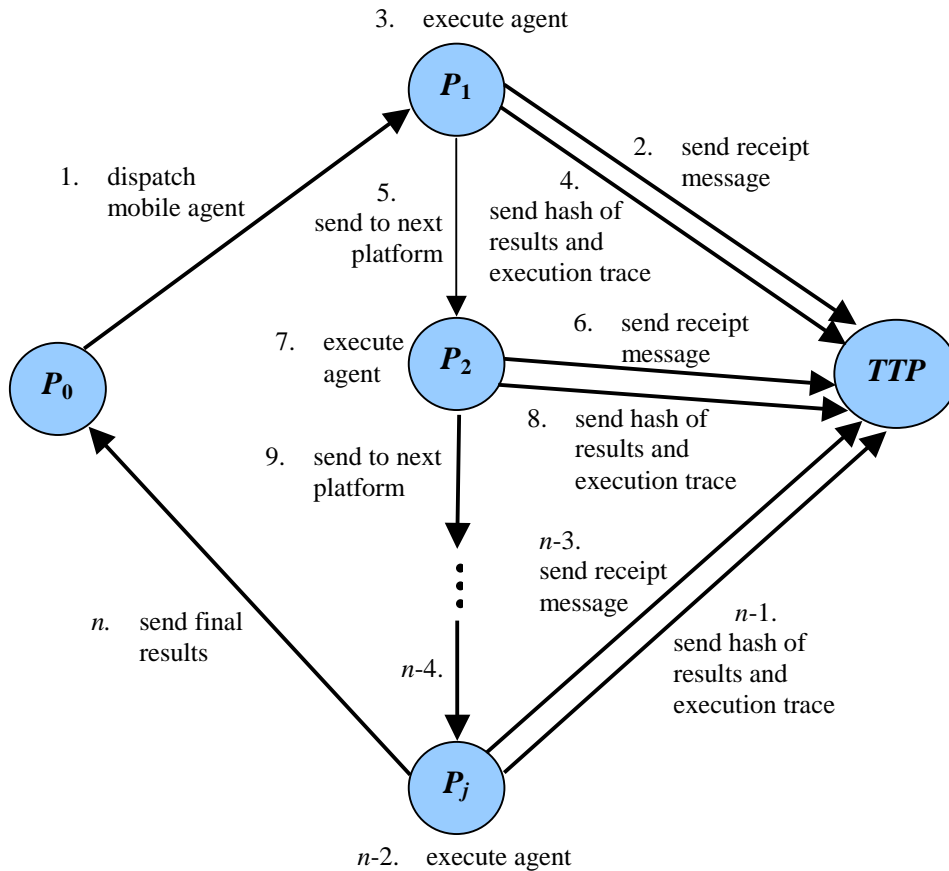 3. execute agent
P1
1. dispatch
mobile agent
2. send receipt
message
4.
send hash of
results and
execution trace
5.
send to next
platform
6. send receipt
message
7. execute
agent
P2
P0
TTP
8. send hash of
results and
execution trace
9. send to next
platform
n-3.
send receipt
message
n-1.
send hash of
results and
execution trace
n. send final
results
n-4.
Pj
n-2. execute agent